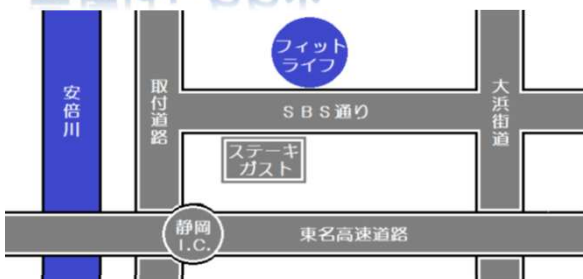 フィット
ライフ
安倍川
取付道路
SBS通り
大浜街道
ステーキ
ガスト
静岡
I.C.
東名高速道路